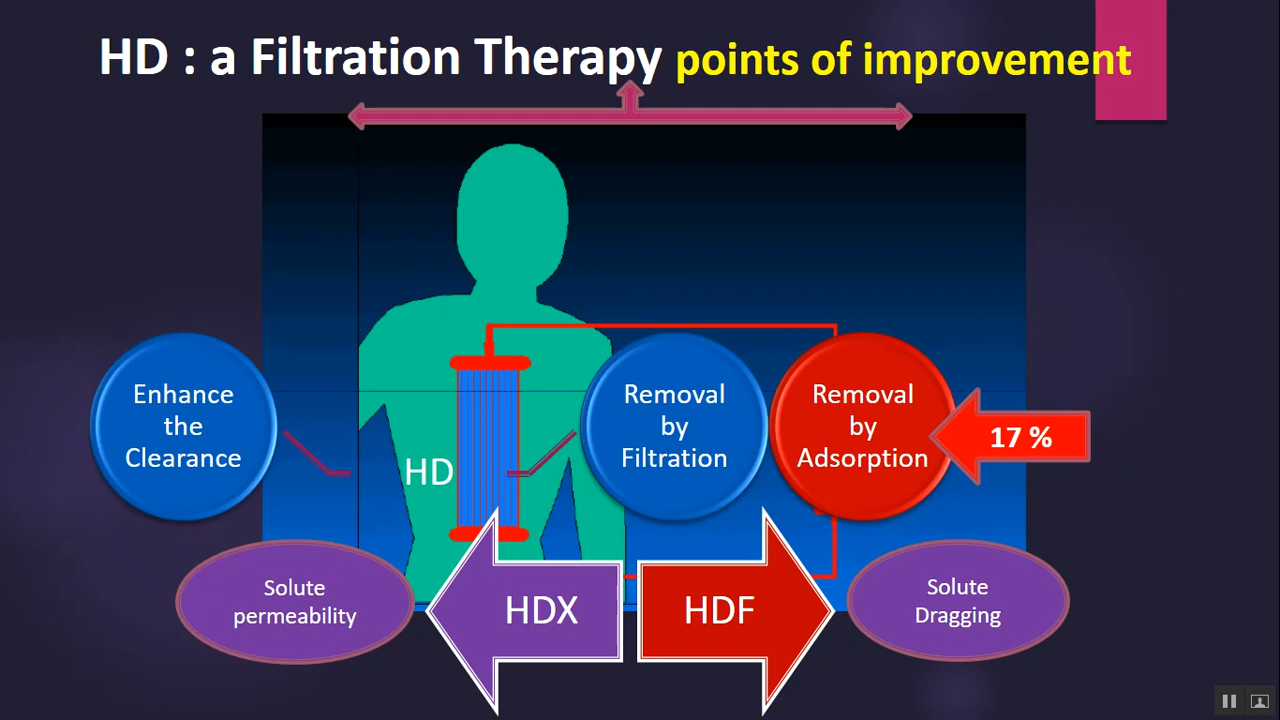 HD : a Filtration Therapy points of improvement
Enhance
the
Clearance
HD
Removal
by
Filtration
Removal
by
Adsorption
17 %
Solute
permeability
HDX
HDF
Solute
Dragging